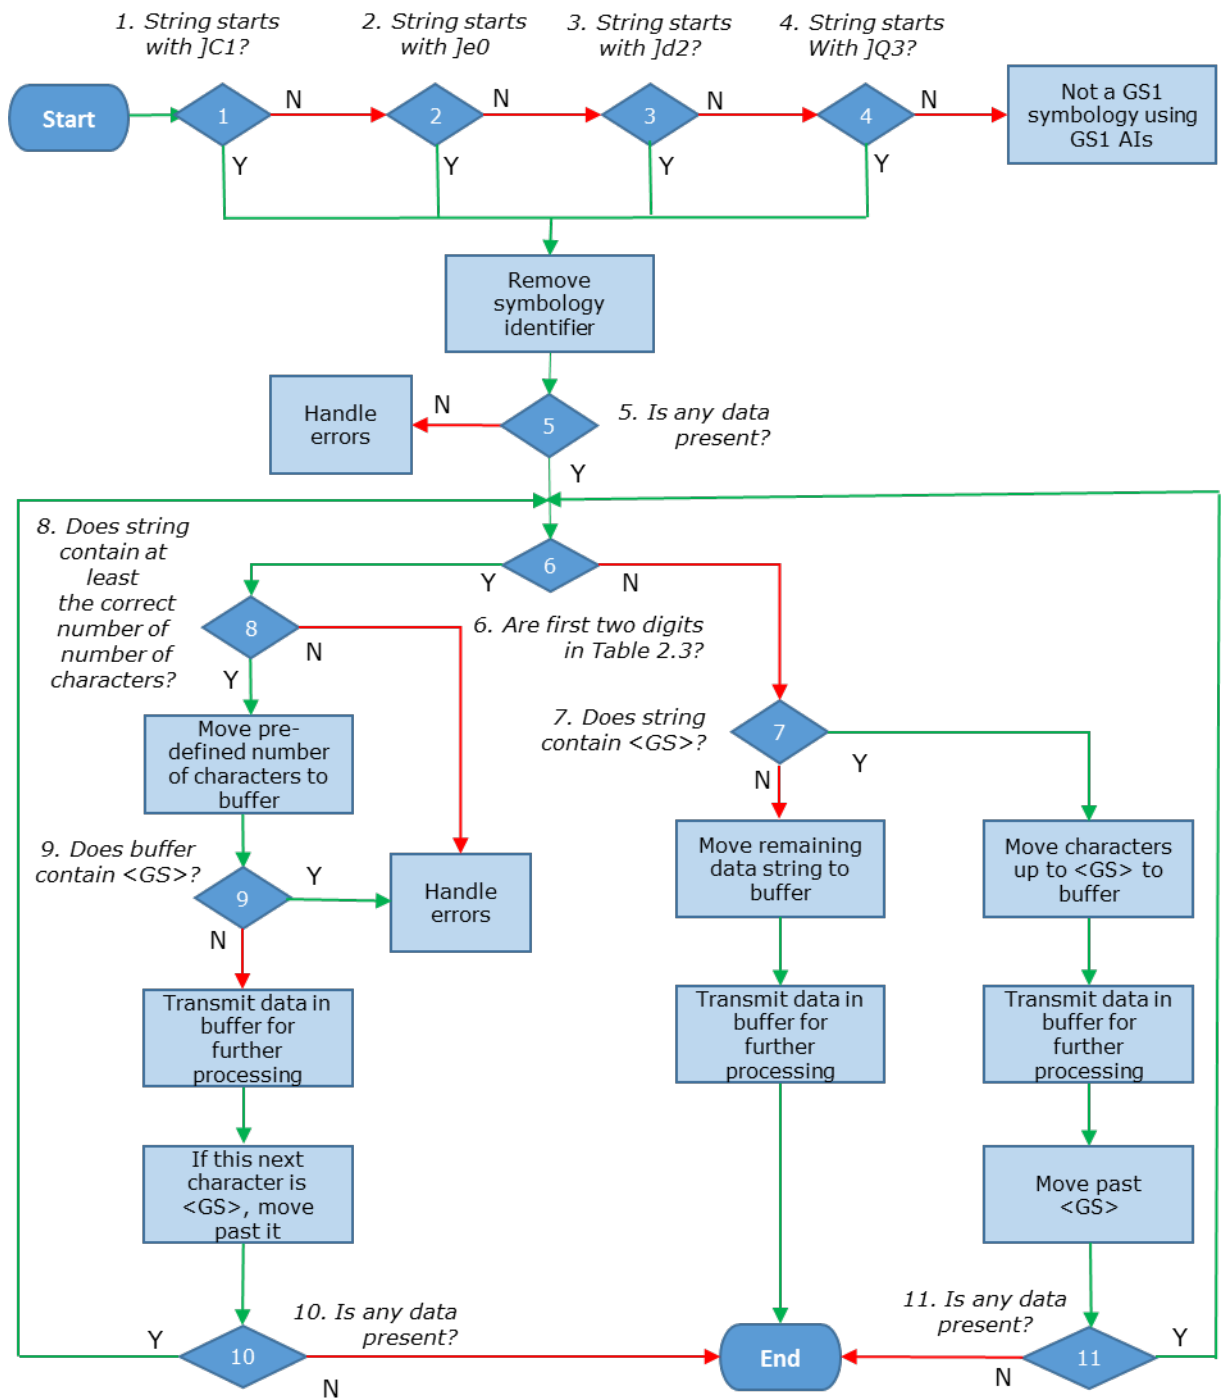 1. String starts
with ]C1?
2. String starts
with ]e0
3. String starts
with ]d2?
4. String starts
With ]Q3?
Start
1
N
2
N
3
N
4
N
Not a GS1
symbology using
GS1 AIs
Y
Y
Y
Y
Remove
symbology
identifier
Handle
errors
N
5
5. Is any data
present?
Y
8. Does string
contain at
least
the correct
number of
number of
characters?
6
Y
N
8
N
Y
6. Are first two digits
in Table 2.3?
7. Does string
contain <GS>?
7
N
Y
Move pre-
defined number
of characters to
buffer
9. Does buffer
contain <GS>?
9
Y
N
Handle
errors
Move remaining
data string to
buffer
Move characters
up to <GS> to
buffer
Transmit data in
buffer for
further
processing
Transmit data in
buffer for
further
processing
Transmit data in
buffer for
further
processing
If this next
character is
<GS>, move
past it
Move past
<GS>
10. Is any data
present?
Y
10
N
End
11. Is any data
present?
N
11
Y